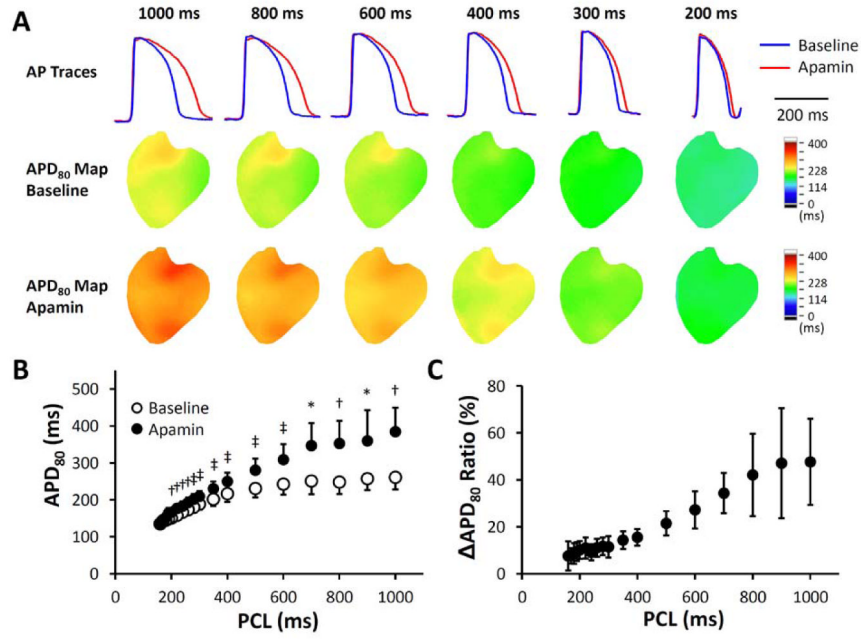 A
1000 ms 800 ms 600 ms 400 ms 300 ms 200 ms
AP Traces
Baseline
Apamin
200 ms
APD80 Map
Baseline
400
228
114
0
(ms)
APD80 Map
Apamin
400
228
114
0
(ms)
B
APD80 (ms)
500
400
300
200
100
0
Baseline
Apamin
†‡†‡†‡ ‡ ‡ ‡ ‡ * † * †
0 200 400 600 800 1000
PCL (ms)
C
ΔAPD80 Ratio (%)
80
60
40
20
0
0 200 400 600 800 1000
PCL (ms)